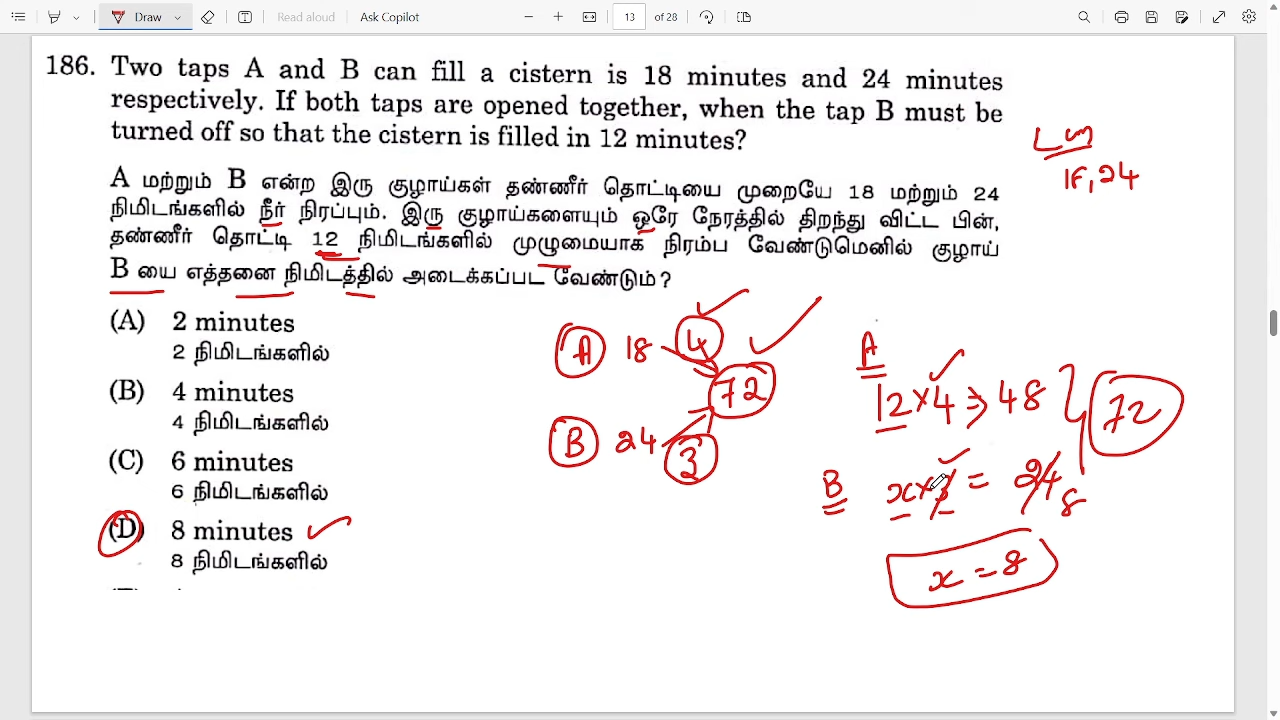 Draw
Read aloud
Ask Copilot
13 of 28
186. Two taps A and B can fill a cistern is 18 minutes and 24 minutes
respectively. If both taps are opened together, when the tap B must be
turned off so that the cistern is filled in 12 minutes?
A மற்றும் B என்ற இரு குழாய்கள் தண்ணீர் தொட்டியை முறையே 18 மற்றும் 24
நிமிடங்களில் நீர் நிரப்பும். இரு குழாய்களையும் ஒரே நேரத்தில் திறந்து விட்ட பின்,
தண்ணீர் தொட்டி 12 நிமிடங்களில் முழுமையாக நிரம்ப வேண்டுமெனில் குழாய்
B யை எத்தனை நிமிடத்தில் அடைக்கப்பட வேண்டும்?
(A) 2 minutes
2 நிமிடங்களில்
(B) 4 minutes
4 நிமிடங்களில்
(C) 6 minutes
6 நிமிடங்களில்
(D) 8 minutes
8 நிமிடங்களில்
18, 24
A 18 4
72
B 24 3
A
12 × 4 ⇒ 48
72
B x × 3 = 24
8
x = 8